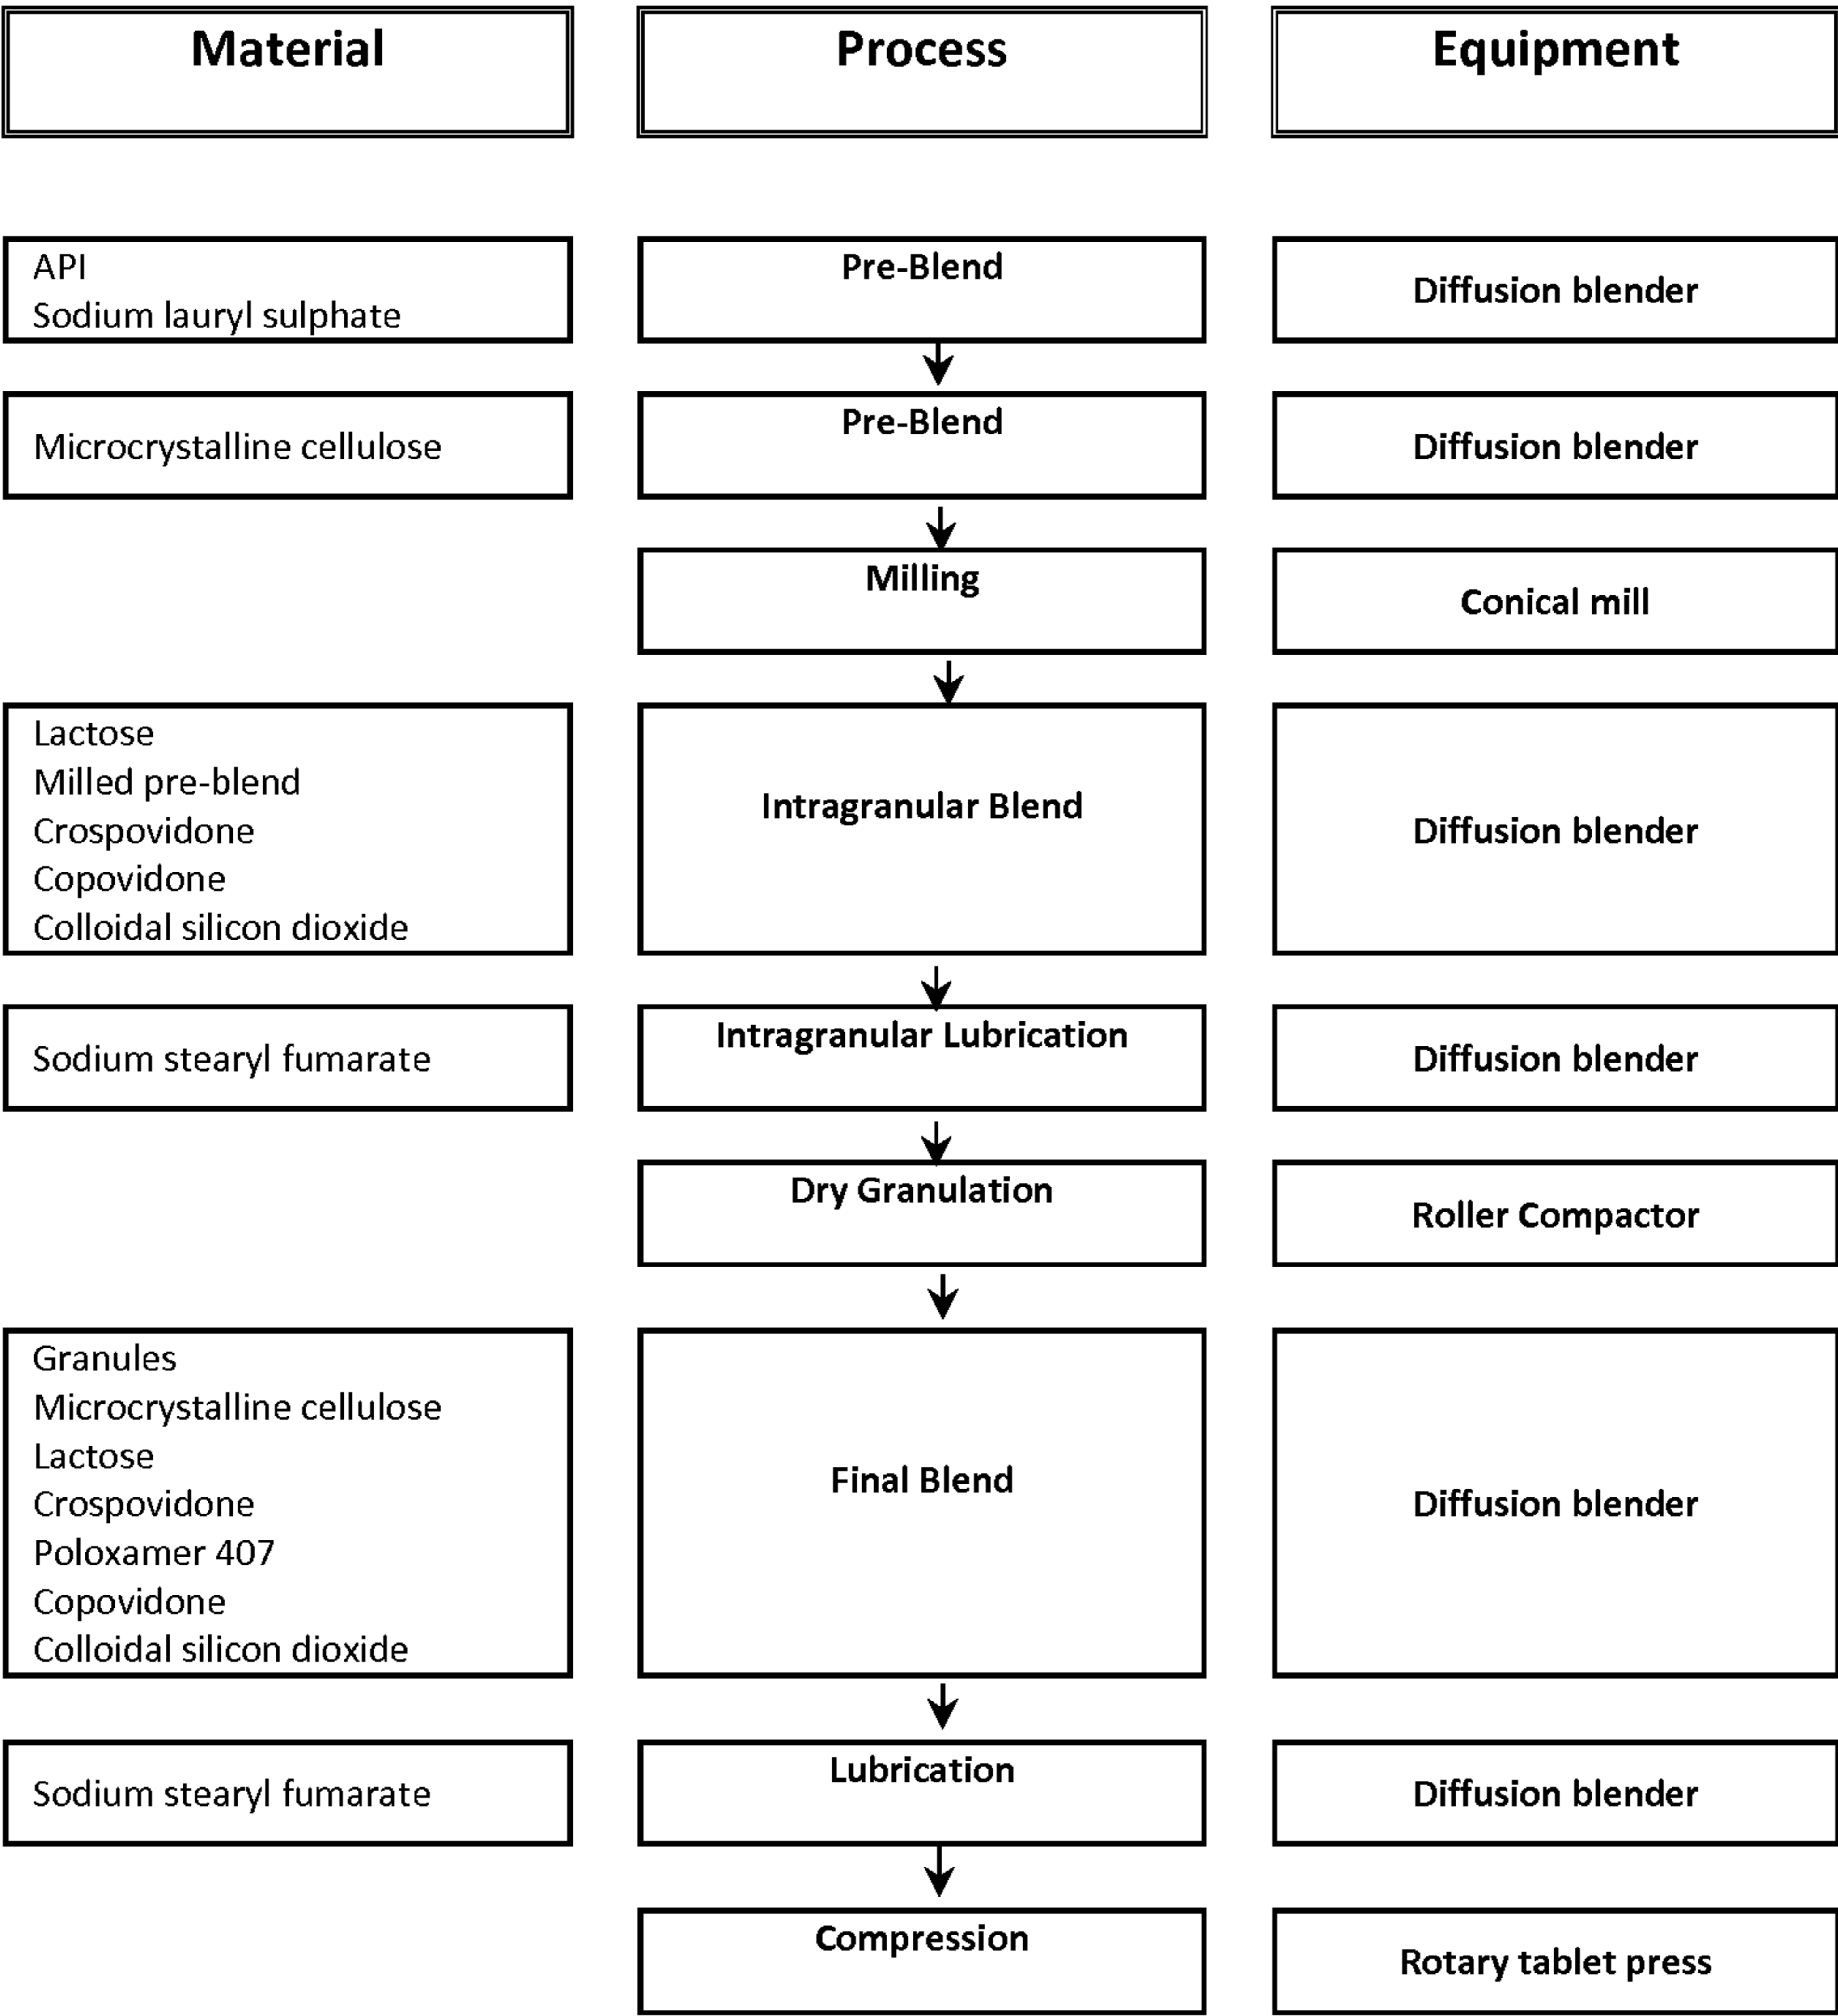 Material
Process
Equipment
API
Sodium lauryl sulphate
Pre-Blend
Diffusion blender
Microcrystalline cellulose
Pre-Blend
Diffusion blender
Milling
Conical mill
Lactose
Milled pre-blend
Crospovidone
Copovidone
Colloidal silicon dioxide
Intragranular Blend
Diffusion blender
Sodium stearyl fumarate
Intragranular Lubrication
Diffusion blender
Dry Granulation
Roller Compactor
Granules
Microcrystalline cellulose
Lactose
Crospovidone
Poloxamer 407
Copovidone
Colloidal silicon dioxide
Final Blend
Diffusion blender
Sodium stearyl fumarate
Lubrication
Diffusion blender
Compression
Rotary tablet press